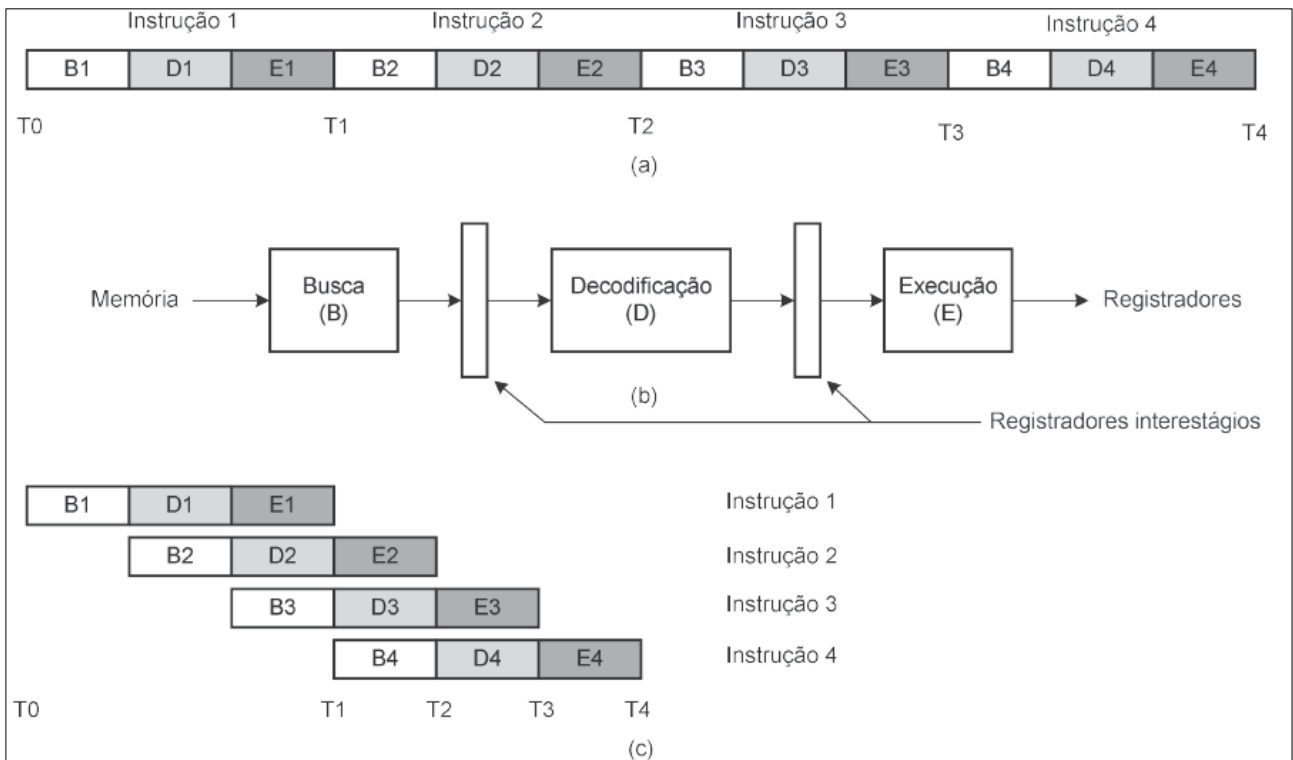 Instrução 1 Instrução 2 Instrução 3 Instrução 4
B1 D1 E1 B2 D2 E2 B3 D3 E3 B4 D4 E4
T0 T1 T2 T3 T4
(a)
Memória
Busca
(B)
Decodificação
(D)
Execução
(E)
Registradores
(b)
Registradores interestágios
B1 D1 E1 Instrução 1
B2 D2 E2 Instrução 2
B3 D3 E3 Instrução 3
B4 D4 E4 Instrução 4
T0 T1 T2 T3 T4
(c)